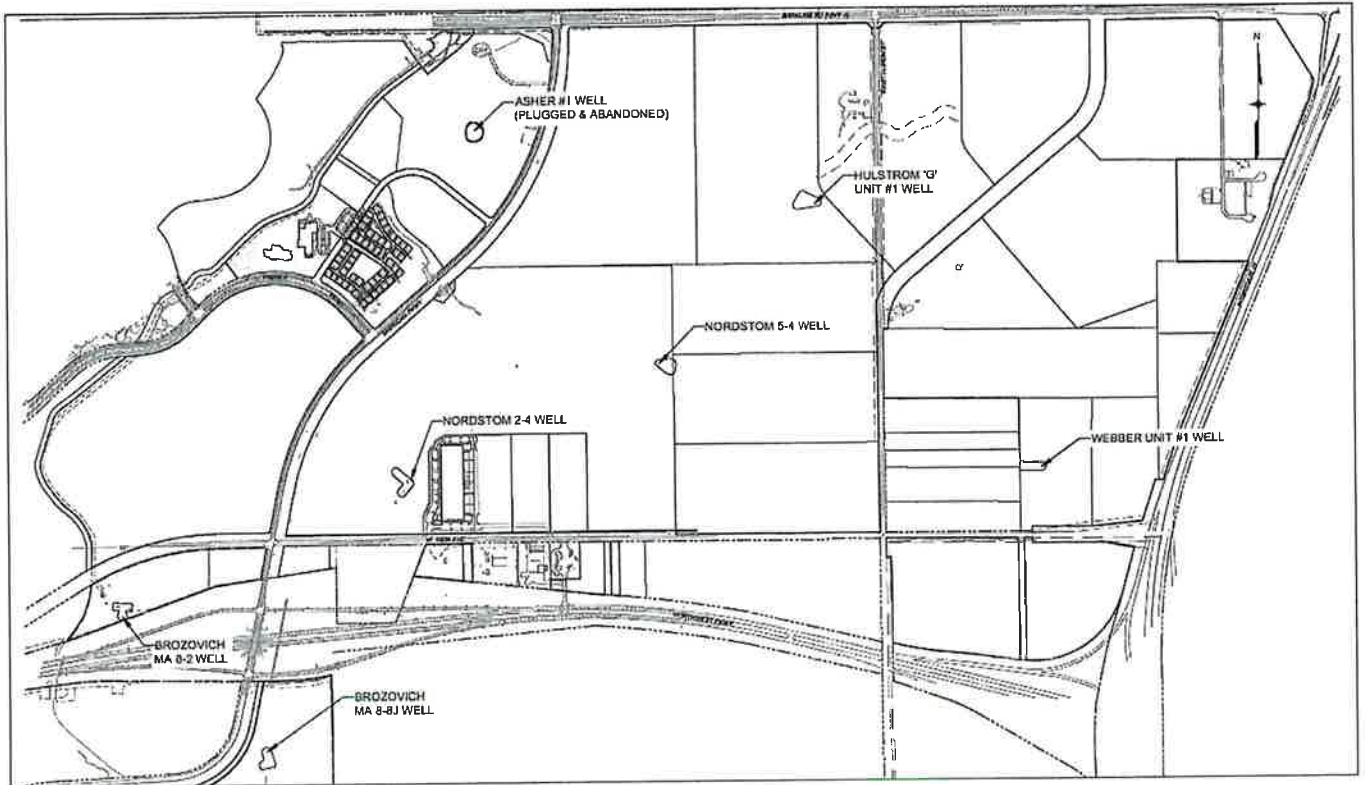 N
ASHER #1 WELL
(PLUGGED & ABANDONED)
HULSTROM 'G'
UNIT #1 WELL
NORDSTOM 5-4 WELL
NORDSTOM 2-4 WELL
WEBBER UNIT #1 WELL
BROZOVICH
MA 8-2 WELL
BROZOVICH
MA 8-8J WELL